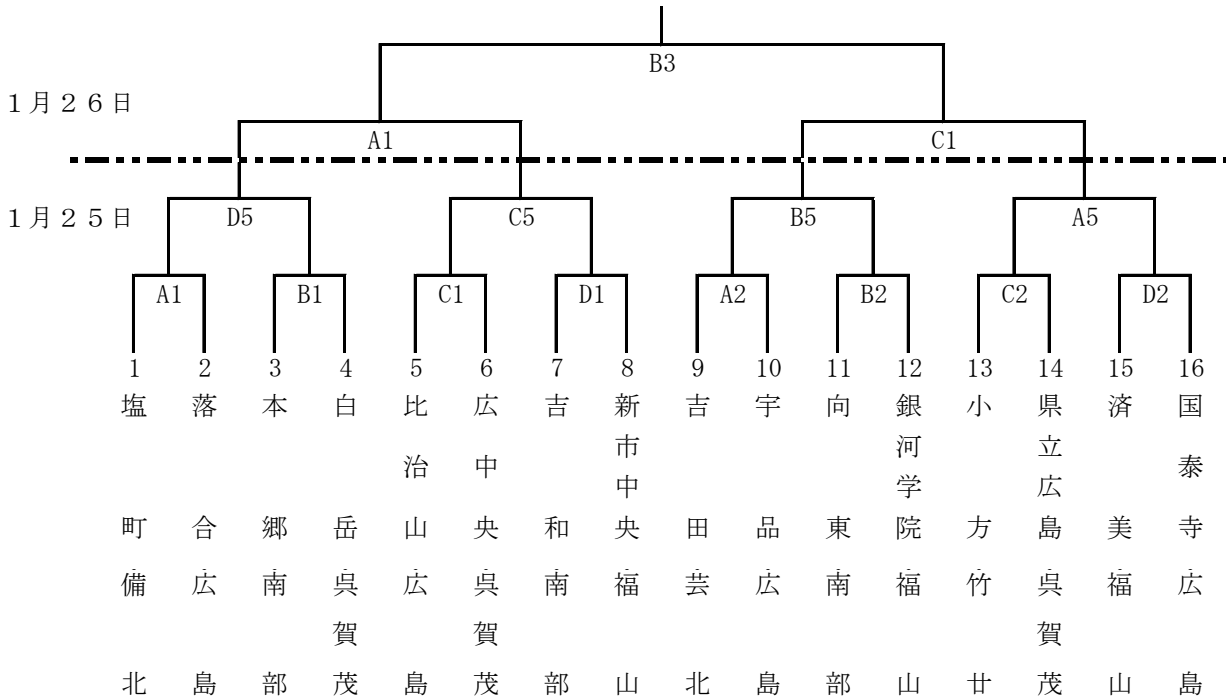 B3
1月26日
A1
C1
1月25日
D5
C5
B5
A5
A1
B1
C1
D1
A2
B2
C2
D2
1 塩町・備北
2 落合・広島
3 本郷・南部
4 白岳・呉賀茂
5 比治山・広島
6 広中央・呉賀茂
7 吉和・南部
8 新市中央・福山
9 吉田・芸北
10 宇品・広島
11 向東・南部
12 銀河学院・福山
13 小方・竹廿
14 県立広島・呉賀茂
15 済美・福山
16 国泰寺・広島